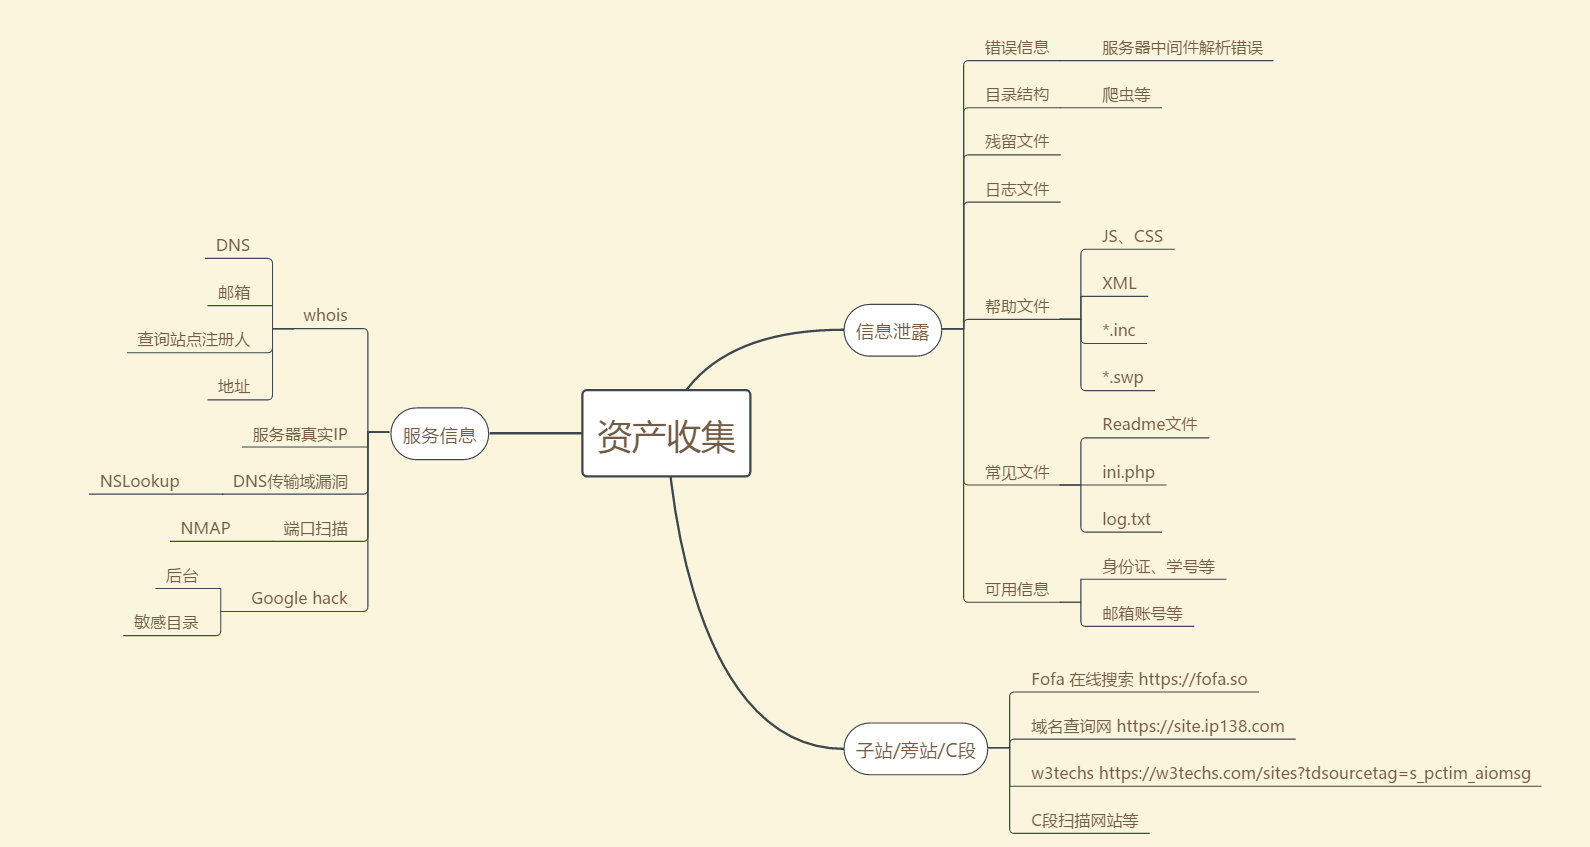 资产收集
信息泄露
错误信息
服务器中间件解析错误
目录结构
爬虫等
残留文件
日志文件
帮助文件
JS、CSS
XML
*.inc
*.swp
常见文件
Readme文件
ini.php
log.txt
可用信息
身份证、学号等
邮箱账号等
子站/旁站/C段
Fofa 在线搜索 https://fofa.so
域名查询网 https://site.ip138.com
w3techs https://w3techs.com/sites?tdsourcetag=s_pctim_aiomsg
C段扫描网站等
服务信息
whois
DNS
邮箱
查询站点注册人
地址
服务器真实IP
DNS传输域漏洞
NSLookup
端口扫描
NMAP
Google hack
后台
敏感目录